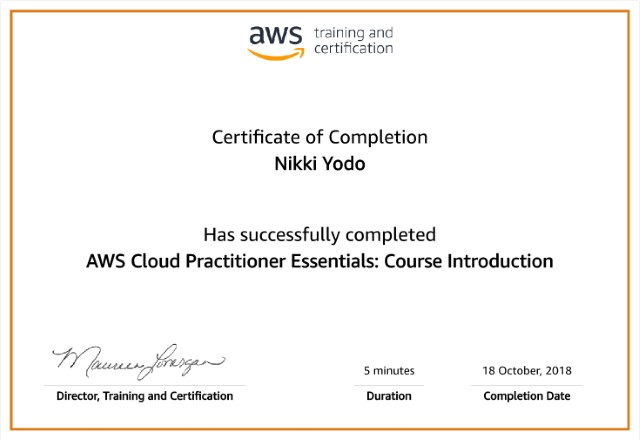 aws training and
certification
Certificate of Completion
Nikki Yodo
Has successfully completed
AWS Cloud Practitioner Essentials: Course Introduction
Maureen Lonergan
5 minutes
18 October, 2018
Director, Training and Certification
Duration
Completion Date